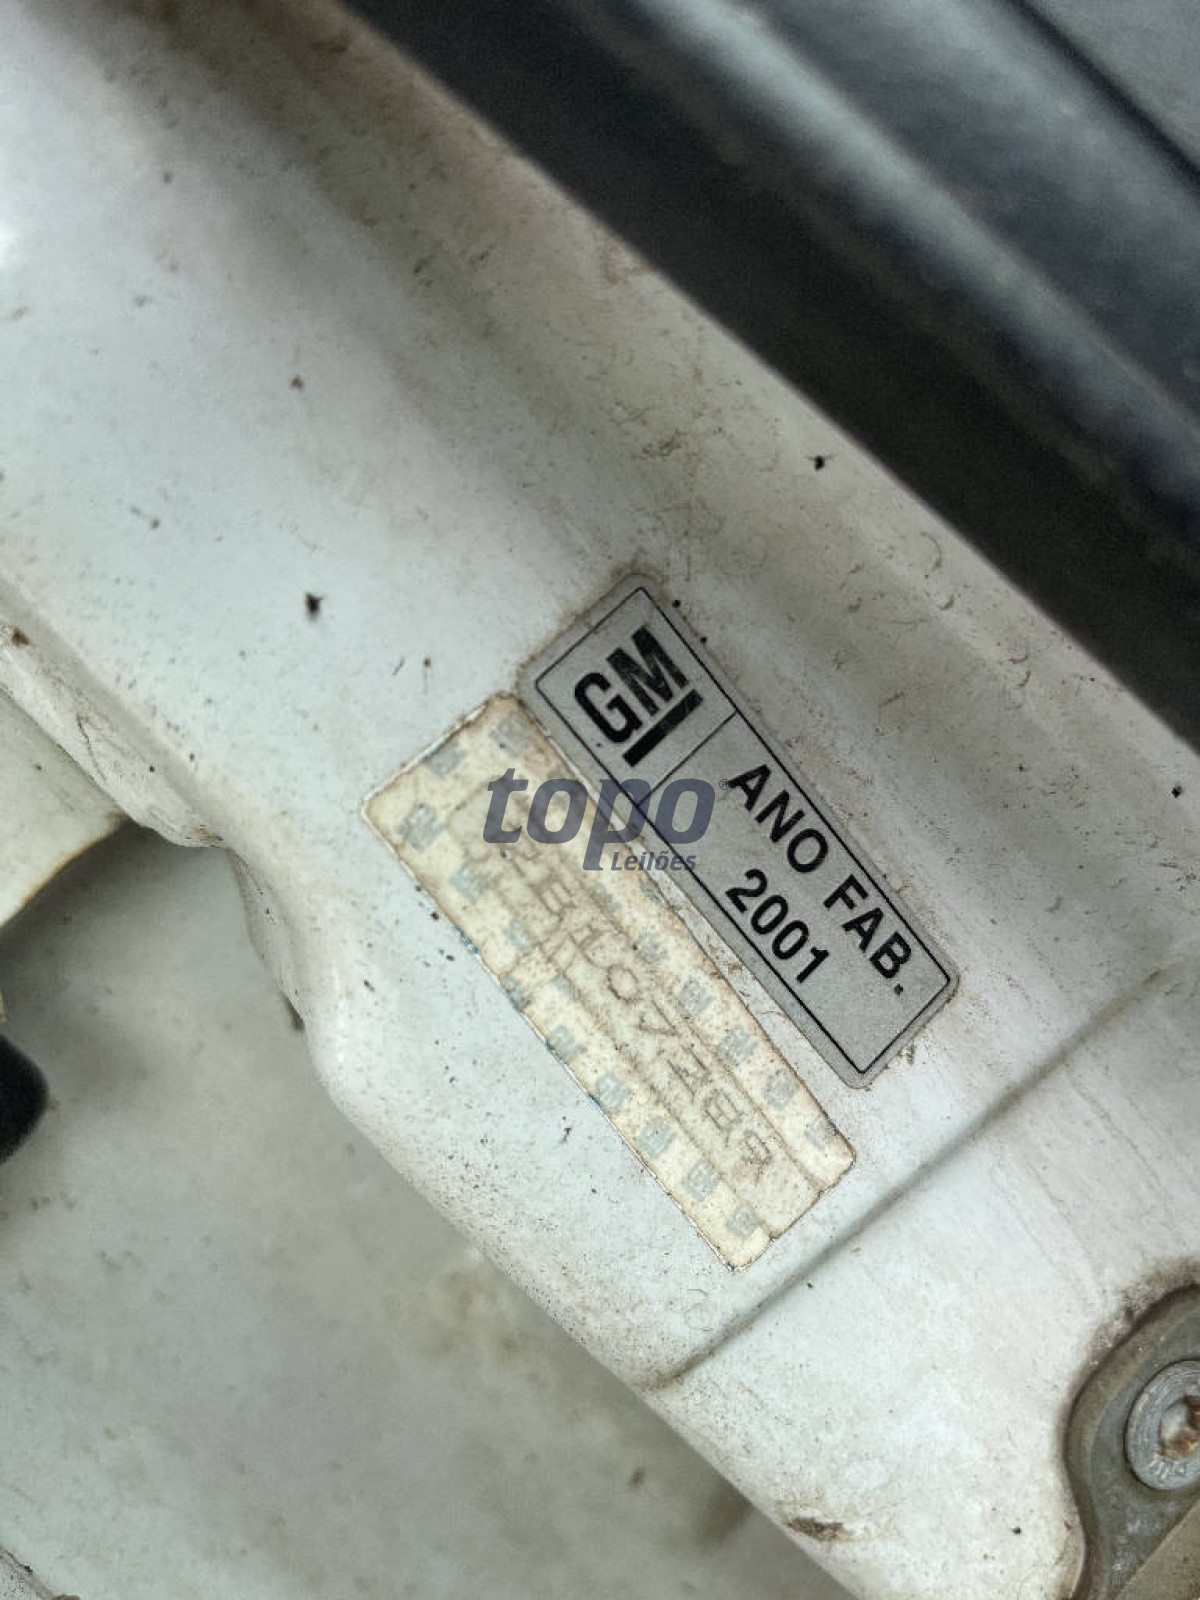 GM
ANO FAB.
2001
topo
Leilões